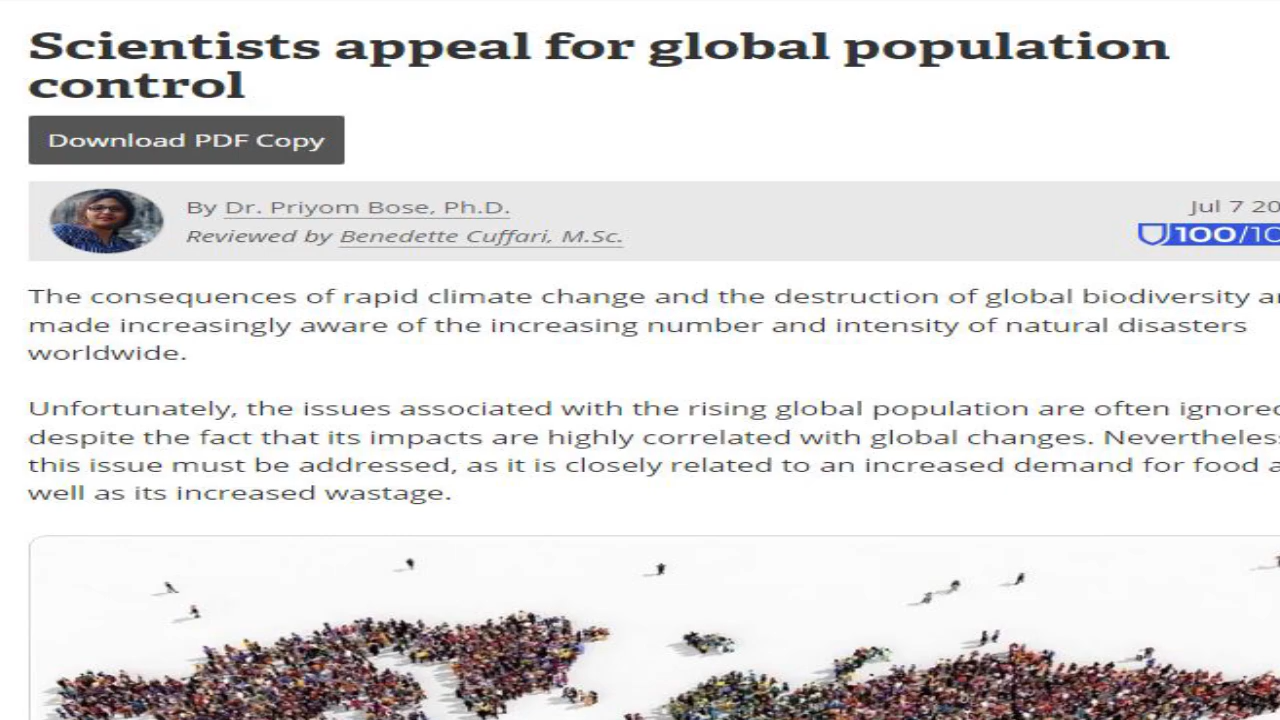 Scientists appeal for global population
control
Download PDF Copy
By Dr. Priyom Bose, Ph.D.
Jul 7 20
Reviewed by Benedette Cuffari, M.Sc.
100/10
The consequences of rapid climate change and the destruction of global biodiversity
made increasingly aware of the increasing number and intensity of natural disasters
worldwide.
Unfortunately, the issues associated with the rising global population are often ignored
despite the fact that its impacts are highly correlated with global changes. Nevertheless
this issue must be addressed, as it is closely related to an increased demand for food
well as its increased wastage.